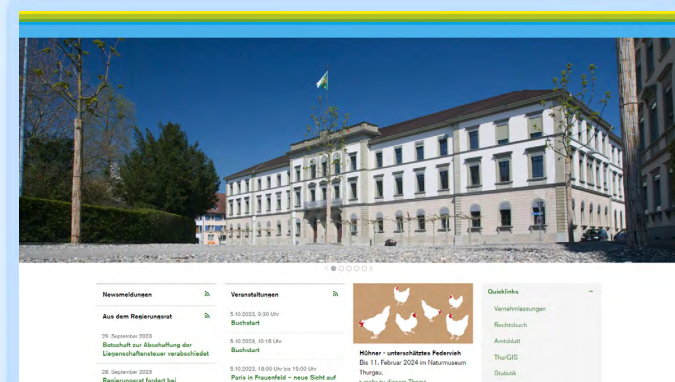 Newsmeldungen
Aus dem Regierungsrat
29. September 2023
Botschaft zur Abschaffung der
Liegenschaftensteuer verabschiedet
28. September 2023
Regierungsrat fordert bei
Veranstaltungen
5.10.2023, 9:30 Uhr
Buchstart
5.10.2023, 10:15 Uhr
Buchstart
5.10.2023, 18:00 Uhr bis 19:00 Uhr
Paris in Frauenfeld – neue Sicht auf
Hühner - unterschätztes Federvieh
Bis 11. Februar 2024 im Naturmuseum
Thurgau.
> mehr zu diesem Thema
Quicklinks
Vernehmlassungen
Rechtsbuch
Amtsblatt
ThurGIS
Statistik